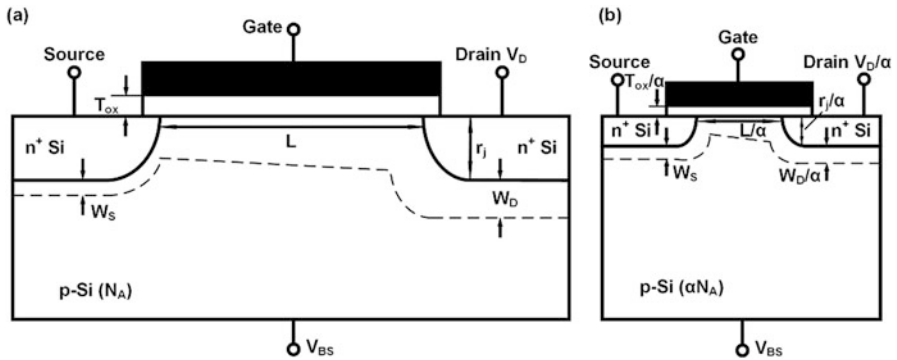 (a)
Gate
Source
Drain V_D
T_ox
n⁺ Si
L
r_j
n⁺ Si
W_S
W_D
p-Si (N_A)
V_BS
(b)
Gate
Source
Drain V_D/α
T_ox/α
r_j/α
n⁺ Si
L/α
n⁺ Si
W_S
W_D/α
p-Si (αN_A)
V_BS